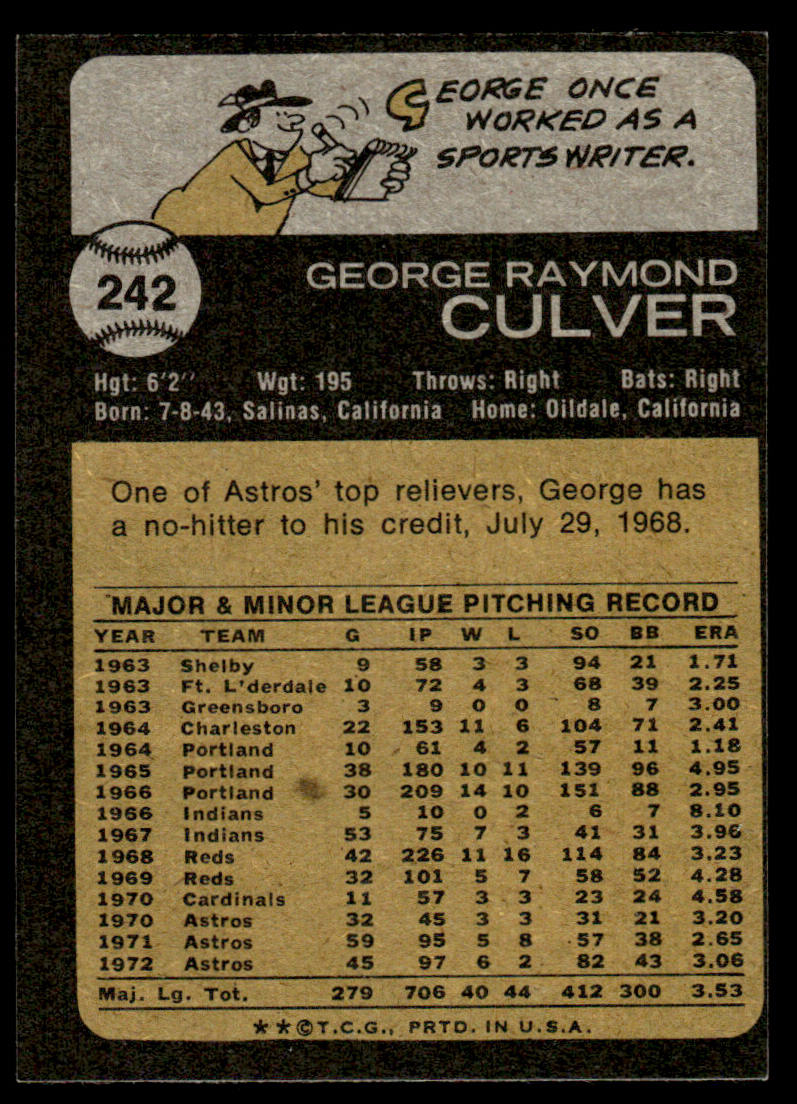 GEORGE ONCE
WORKED AS A
SPORTSWRITER.
242
GEORGE RAYMOND
CULVER
Hgt: 6'2" Wgt: 195 Throws: Right Bats: Right
Born: 7-8-43, Salinas, California Home: Oildale, California
One of Astros' top relievers, George has
a no-hitter to his credit, July 29, 1968.
MAJOR & MINOR LEAGUE PITCHING RECORD
YEAR TEAM G IP W L SO BB ERA
1963 Shelby 9 58 3 3 94 21 1.71
1963 Ft. L'derdale 10 72 4 3 68 39 2.25
1963 Greensboro 3 9 0 0 8 7 3.00
1964 Charleston 22 153 11 6 104 71 2.41
1964 Portland 10 61 4 2 57 11 1.18
1965 Portland 38 180 10 11 139 96 4.95
1966 Portland 30 209 14 10 151 88 2.95
1966 Indians 5 10 0 2 6 7 8.10
1967 Indians 53 75 7 3 41 31 3.96
1968 Reds 42 226 11 16 114 84 3.23
1969 Reds 32 101 5 7 58 52 4.28
1970 Cardinals 11 57 3 3 23 24 4.58
1970 Astros 32 45 3 3 31 21 3.20
1971 Astros 59 95 5 8 57 38 2.65
1972 Astros 45 97 6 2 82 43 3.06
Maj. Lg. Tot. 279 706 40 44 412 300 3.53
**©T.C.G., PRTD. IN U.S.A.